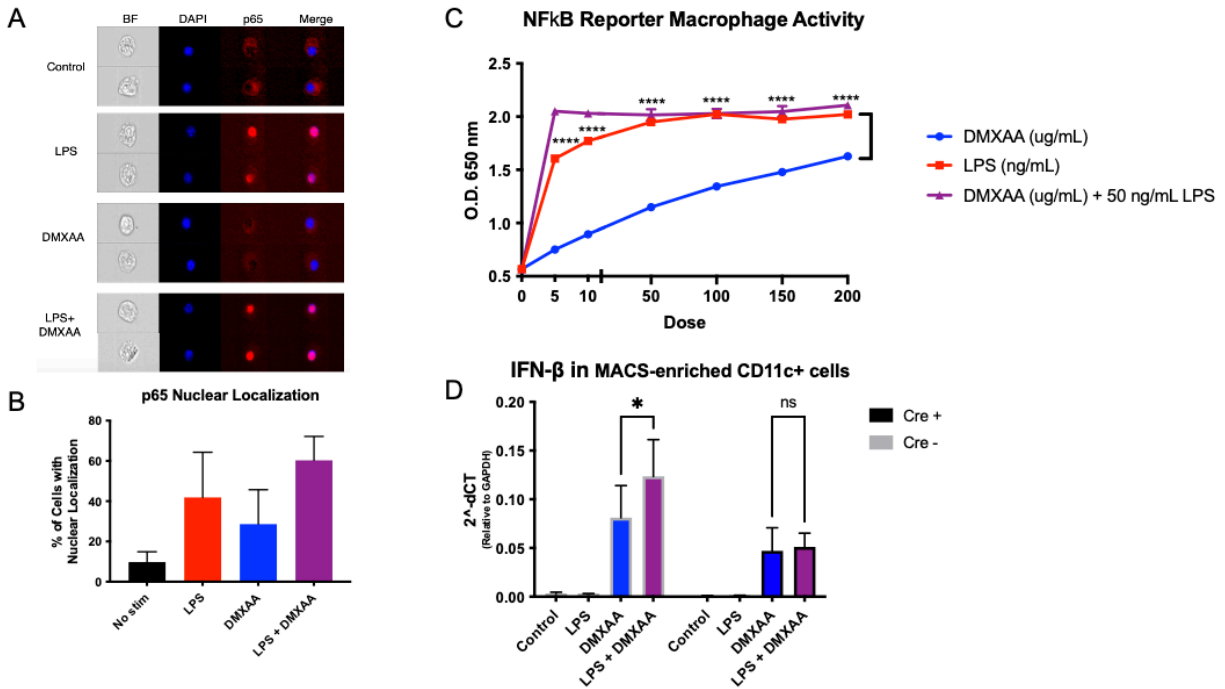 A
BF DAPI p65 Merge
Control
LPS
DMXAA
LPS+
DMXAA
B
p65 Nuclear Localization
% of Cells with
Nuclear Localization
80
60
40
20
0
No stim
LPS
DMXAA
LPS + DMXAA
C
NFkB Reporter Macrophage Activity
O.D. 650 nm
2.5
2.0
1.5
1.0
0.5
**** **** **** **** **** ****
0 5 10 50 100 150 200
Dose
DMXAA (ug/mL)
LPS (ng/mL)
DMXAA (ug/mL) + 50 ng/mL LPS
D
IFN-β in MACS-enriched CD11c+ cells
2^-dCT
(Relative to GAPDH)
0.20
0.15
0.10
0.05
0.00
* ns
Control
LPS
DMXAA
LPS + DMXAA
Control
LPS
DMXAA
LPS + DMXAA
Cre +
Cre -